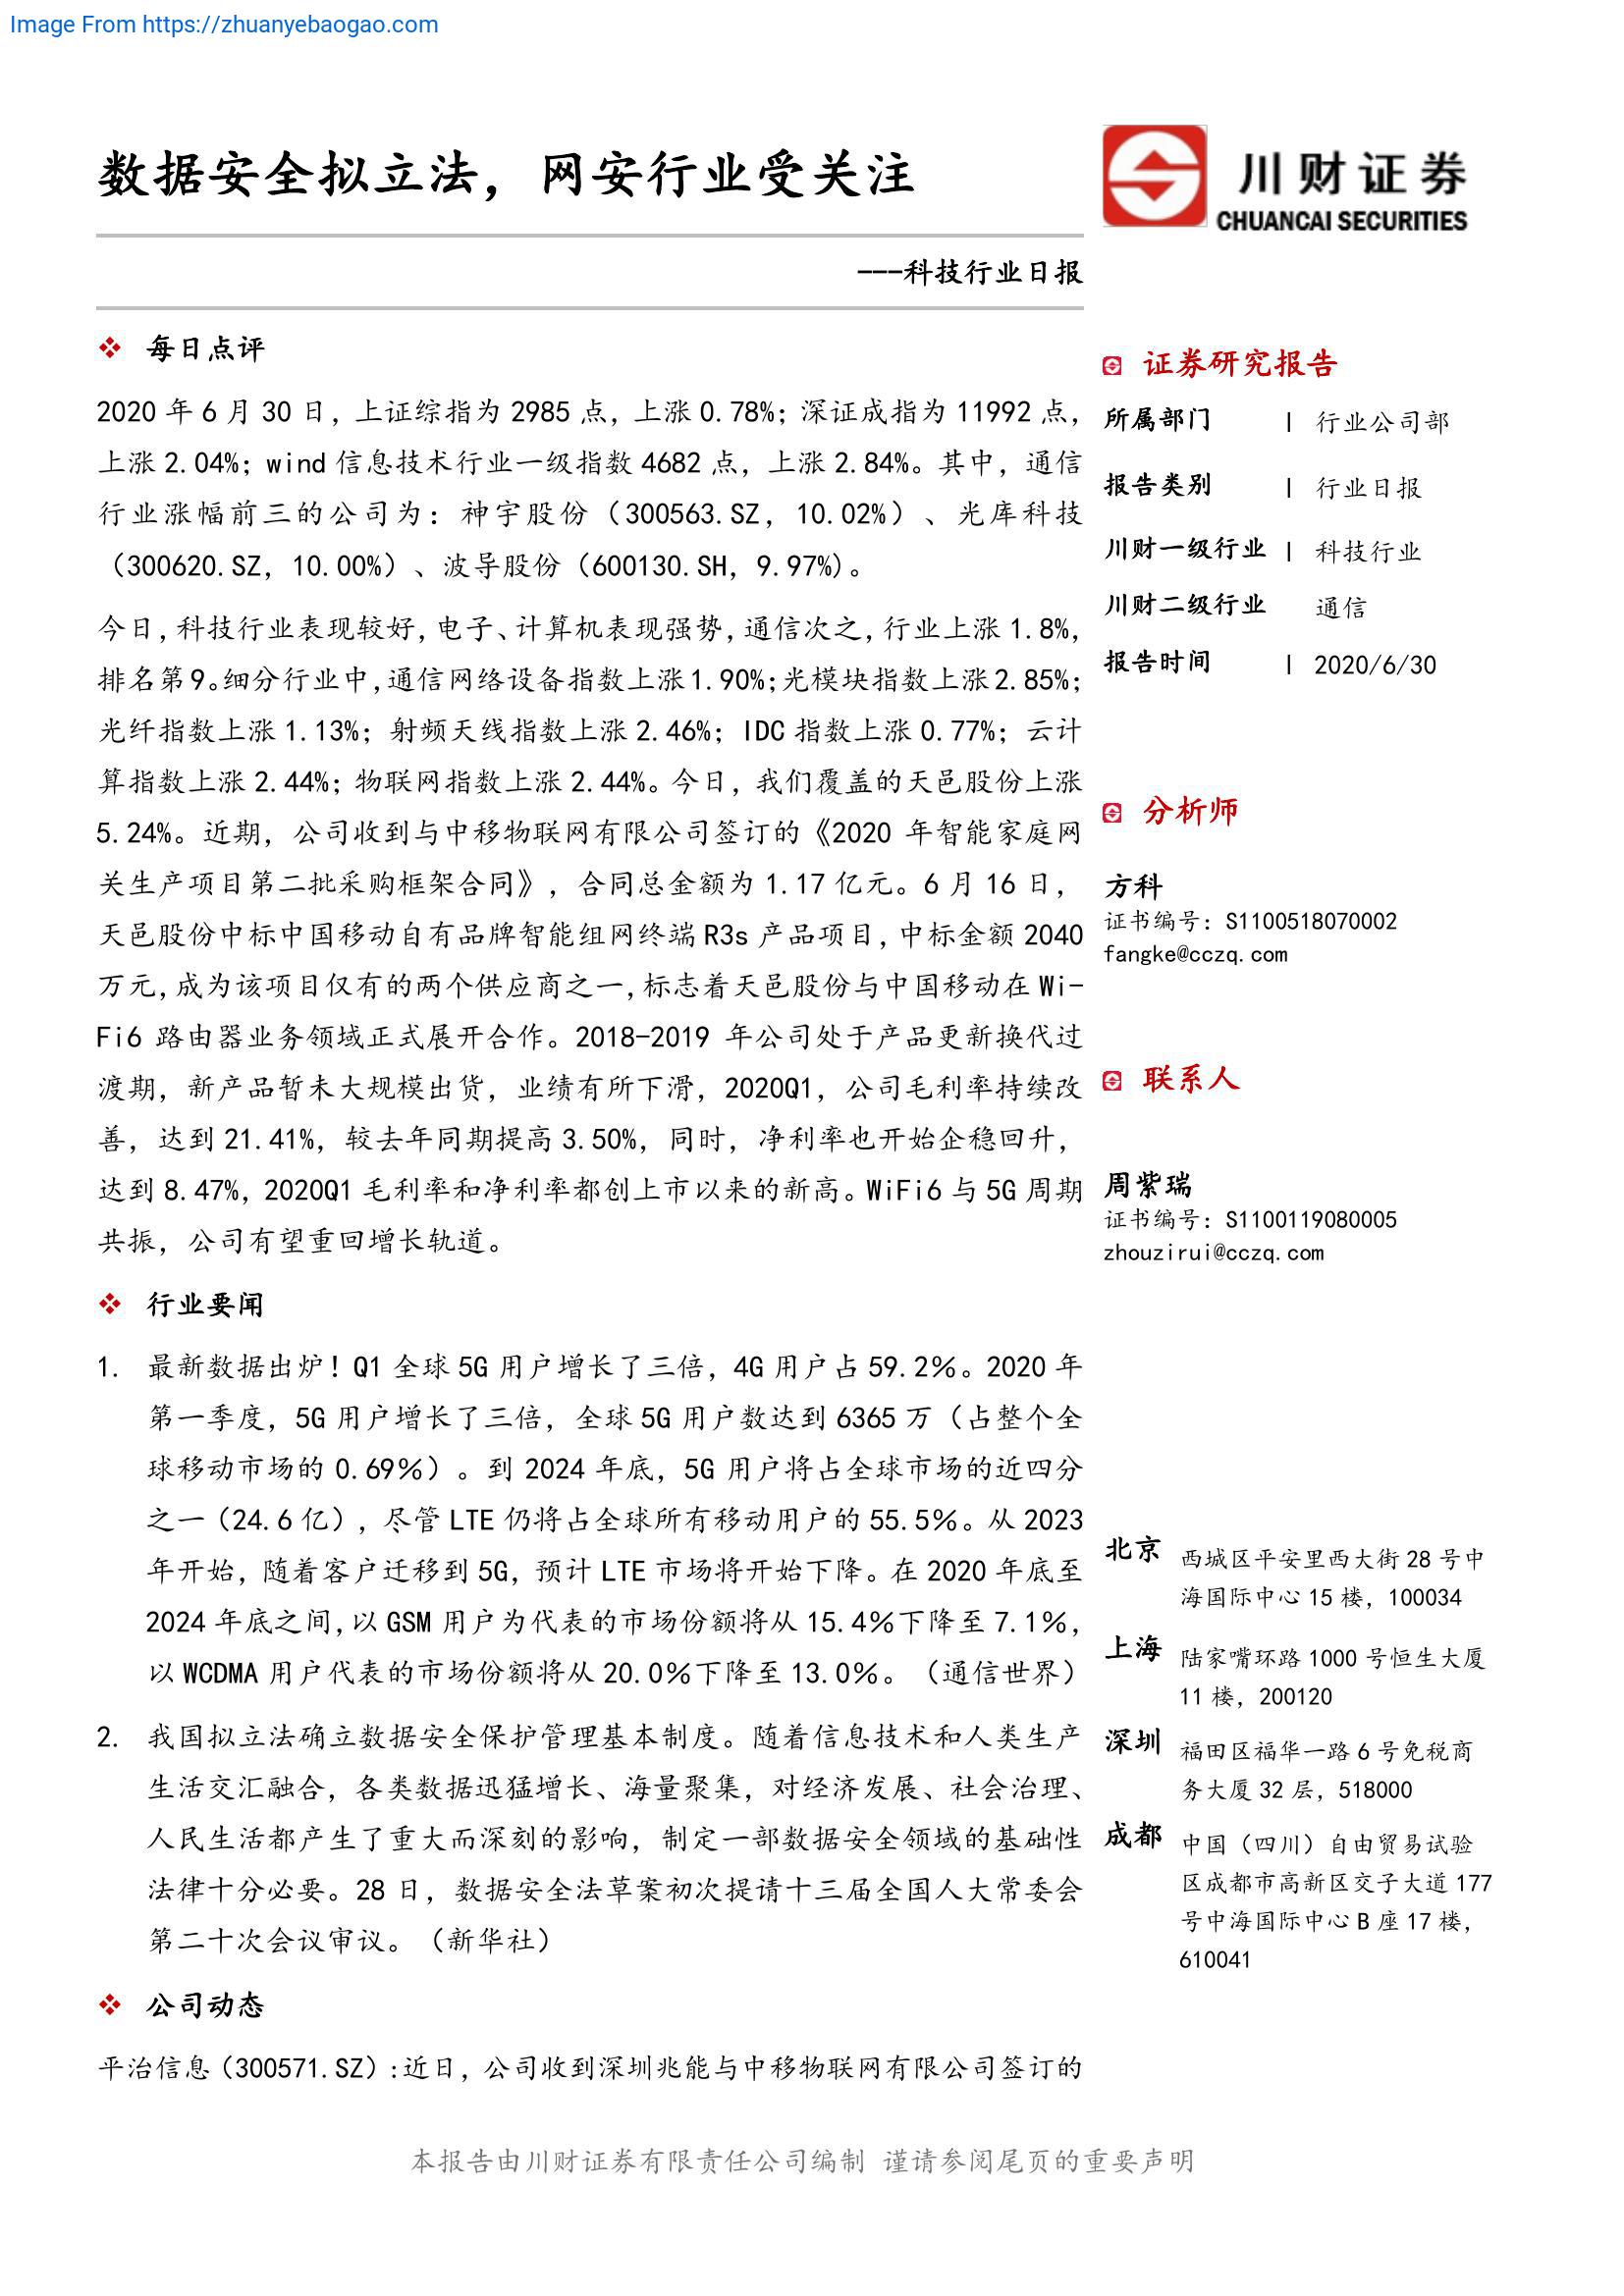 Image From https://zhuanyebaogao.com
数据安全拟立法，网安行业受关注
川财证券
CHUANCAI SECURITIES
---科技行业日报
每日点评
2020 年 6 月 30 日，上证综指为 2985 点，上涨 0.78%；深证成指为 11992 点，
上涨 2.04%；wind 信息技术行业一级指数 4682 点，上涨 2.84%。其中，通信
行业涨幅前三的公司为：神宇股份（300563.SZ，10.02%）、光库科技
（300620.SZ，10.00%）、波导股份（600130.SH，9.97%)。
今日，科技行业表现较好，电子、计算机表现强势，通信次之，行业上涨 1.8%，
排名第 9。细分行业中，通信网络设备指数上涨 1.90%；光模块指数上涨 2.85%；
光纤指数上涨 1.13%；射频天线指数上涨 2.46%；IDC 指数上涨 0.77%；云计
算指数上涨 2.44%；物联网指数上涨 2.44%。今日，我们覆盖的天邑股份上涨
5.24%。近期，公司收到与中移物联网有限公司签订的《2020 年智能家庭网
关生产项目第二批采购框架合同》，合同总金额为 1.17 亿元。6 月 16 日，
天邑股份中标中国移动自有品牌智能组网终端 R3s 产品项目，中标金额 2040
万元，成为该项目仅有的两个供应商之一，标志着天邑股份与中国移动在 Wi-
Fi6 路由器业务领域正式展开合作。2018-2019 年公司处于产品更新换代过
渡期，新产品暂未大规模出货，业绩有所下滑，2020Q1，公司毛利率持续改
善，达到 21.41%，较去年同期提高 3.50%，同时，净利率也开始企稳回升，
达到 8.47%，2020Q1 毛利率和净利率都创上市以来的新高。WiFi6 与 5G 周期
共振，公司有望重回增长轨道。
行业要闻
1. 最新数据出炉！Q1 全球 5G 用户增长了三倍，4G 用户占 59.2％。2020 年
第一季度，5G 用户增长了三倍，全球 5G 用户数达到 6365 万（占整个全
球移动市场的 0.69％）。到 2024 年底，5G 用户将占全球市场的近四分
之一（24.6 亿），尽管 LTE 仍将占全球所有移动用户的 55.5％。从 2023
年开始，随着客户迁移到 5G，预计 LTE 市场将开始下降。在 2020 年底至
2024 年底之间，以 GSM 用户为代表的市场份额将从 15.4％下降至 7.1％，
以 WCDMA 用户代表的市场份额将从 20.0％下降至 13.0％。（通信世界）
2. 我国拟立法确立数据安全保护管理基本制度。随着信息技术和人类生产
生活交汇融合，各类数据迅猛增长、海量聚集，对经济发展、社会治理、
人民生活都产生了重大而深刻的影响，制定一部数据安全领域的基础性
法律十分必要。28 日，数据安全法草案初次提请十三届全国人大常委会
第二十次会议审议。（新华社）
公司动态
平治信息（300571.SZ）:近日，公司收到深圳兆能与中移物联网有限公司签订的
证券研究报告
所属部门 | 行业公司部
报告类别 | 行业日报
川财一级行业 | 科技行业
川财二级行业 通信
报告时间 | 2020/6/30
分析师
方科
证书编号：S1100518070002
fangke@cczq.com
联系人
周紫瑞
证书编号：S1100119080005
zhouzirui@cczq.com
北京 西城区平安里西大街 28 号中
海国际中心 15 楼，100034
上海 陆家嘴环路 1000 号恒生大厦
11 楼，200120
深圳 福田区福华一路 6 号免税商
务大厦 32 层，518000
成都 中国（四川）自由贸易试验
区成都市高新区交子大道 177
号中海国际中心 B 座 17 楼，
610041
本报告由川财证券有限责任公司编制 谨请参阅尾页的重要声明